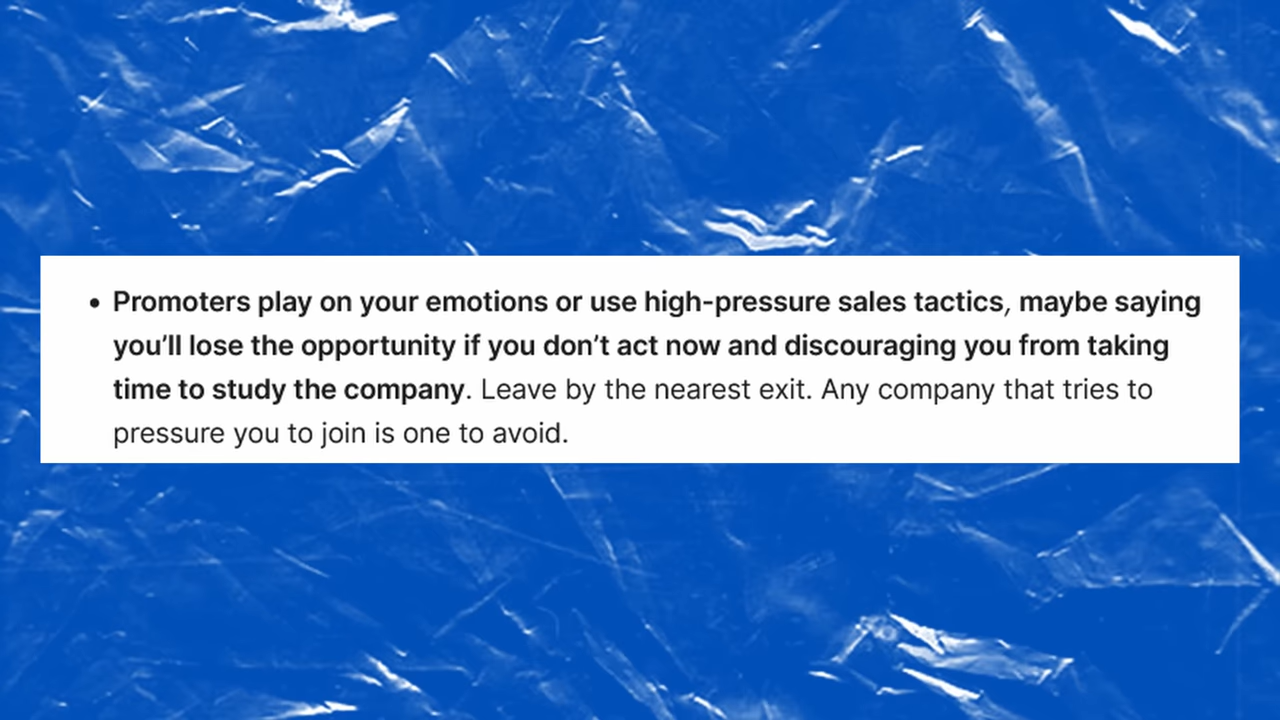 • Promoters play on your emotions or use high-pressure sales tactics, maybe saying
you’ll lose the opportunity if you don’t act now and discouraging you from taking
time to study the company. Leave by the nearest exit. Any company that tries to
pressure you to join is one to avoid.